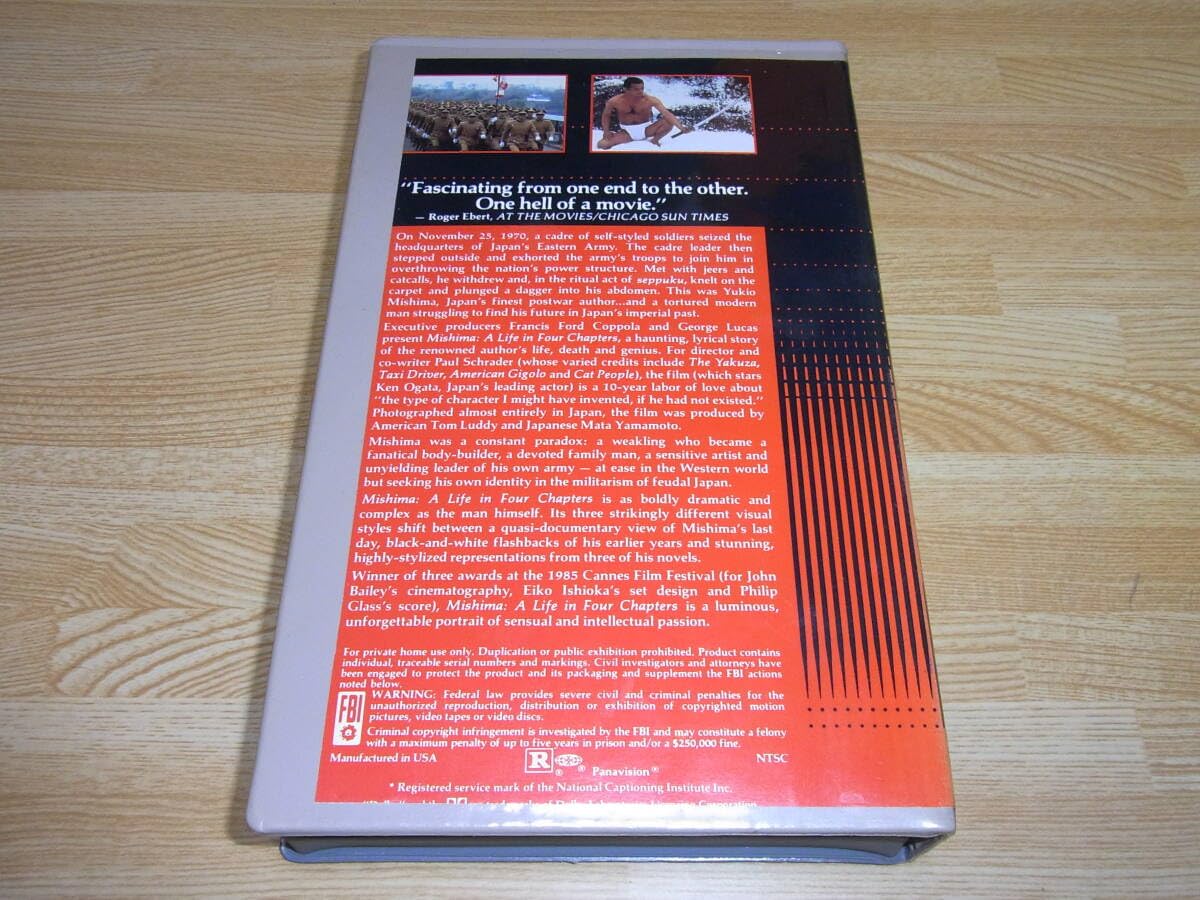 "Fascinating from one end to the other.
One hell of a movie."
— Roger Ebert, AT THE MOVIES/CHICAGO SUN TIMES
On November 25, 1970, a cadre of self-styled soldiers seized the
headquarters of Japan's Eastern Army. The cadre leader then
stepped outside and exhorted the army's troops to join him in
overthrowing the nation's power structure. Met with jeers and
catcalls, he withdrew and, in the ritual act of seppuku, knelt on the
carpet and plunged a dagger into his abdomen. This was Yukio
Mishima, Japan's finest postwar author...and a tortured modern
man struggling to find his future in Japan's imperial past.
Executive producers Francis Ford Coppola and George Lucas
present Mishima: A Life in Four Chapters, a haunting, lyrical story
of the renowned author's life, death and genius. For director and
co-writer Paul Schrader (whose varied credits include The Yakuza,
Taxi Driver, American Gigolo and Cat People), the film (which stars
Ken Ogata, Japan's leading actor) is a 10-year labor of love about
"the type of character I might have invented, if he had not existed."
Photographed almost entirely in Japan, the film was produced by
American Tom Luddy and Japanese Mata Yamamoto.
Mishima was a constant paradox: a weakling who became a
fanatical body-builder, a devoted family man, a sensitive artist and
unyielding leader of his own army — at ease in the Western world
but seeking his own identity in the militarism of feudal Japan.
Mishima: A Life in Four Chapters is as boldly dramatic and
complex as the man himself. Its three strikingly different visual
styles shift between a quasi-documentary view of Mishima's last
day, black-and-white flashbacks of his earlier years and stunning,
highly-stylized representations from three of his novels.
Winner of three awards at the 1985 Cannes Film Festival (for John
Bailey's cinematography, Eiko Ishioka's set design and Philip
Glass's score), Mishima: A Life in Four Chapters is a luminous,
unforgettable portrait of sensual and intellectual passion.
For private home use only. Duplication or public exhibition prohibited. Product contains
individual, traceable serial numbers and markings. Civil investigators and attorneys have
been engaged to protect the product and its packaging and supplement the FBI actions
noted below.
FBI
WARNING: Federal law provides severe civil and criminal penalties for the
unauthorized reproduction, distribution or exhibition of copyrighted motion
pictures, video tapes or video discs.
Criminal copyright infringement is investigated by the FBI and may constitute a felony
with a maximum penalty of up to five years in prison and/or a $250,000 fine.
Manufactured in USA
R ®
®
Panavision®
NTSC
* Registered service mark of the National Captioning Institute Inc.